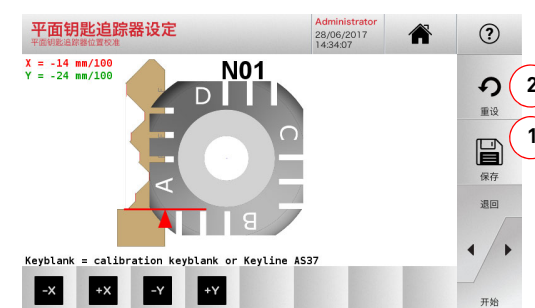 平面钥匙追踪器设定
平面钥匙追踪器位置校准
Administrator
28/06/2017
14:34:07
?
X = -14 mm/100
Y = -24 mm/100
N01
D
C
A
B
2
重设
1
保存
退回
Keyblank = calibration keyblank or Keyline AS37
-X
+X
-Y
+Y
开始